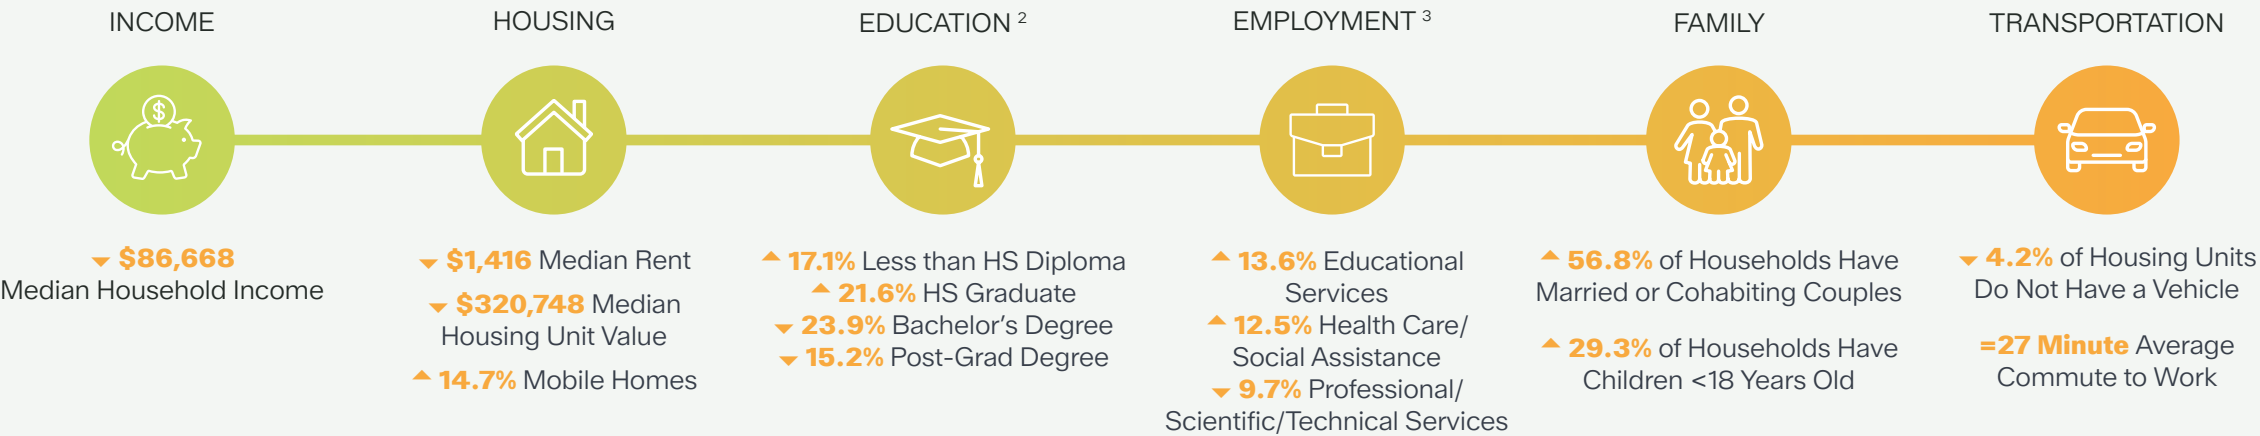 INCOME
HOUSING
EDUCATION ²
EMPLOYMENT ³
FAMILY
TRANSPORTATION
$
▼ $86,668
Median Household Income
▼ $1,416 Median Rent
▼ $320,748 Median
Housing Unit Value
▲ 14.7% Mobile Homes
▲ 17.1% Less than HS Diploma
▲ 21.6% HS Graduate
▼ 23.9% Bachelor’s Degree
▼ 15.2% Post-Grad Degree
▲ 13.6% Educational
Services
▲ 12.5% Health Care/
Social Assistance
▼ 9.7% Professional/
Scientific/Technical Services
▲ 56.8% of Households Have
Married or Cohabiting Couples
▲ 29.3% of Households Have
Children <18 Years Old
▼ 4.2% of Housing Units
Do Not Have a Vehicle
=27 Minute Average
Commute to Work